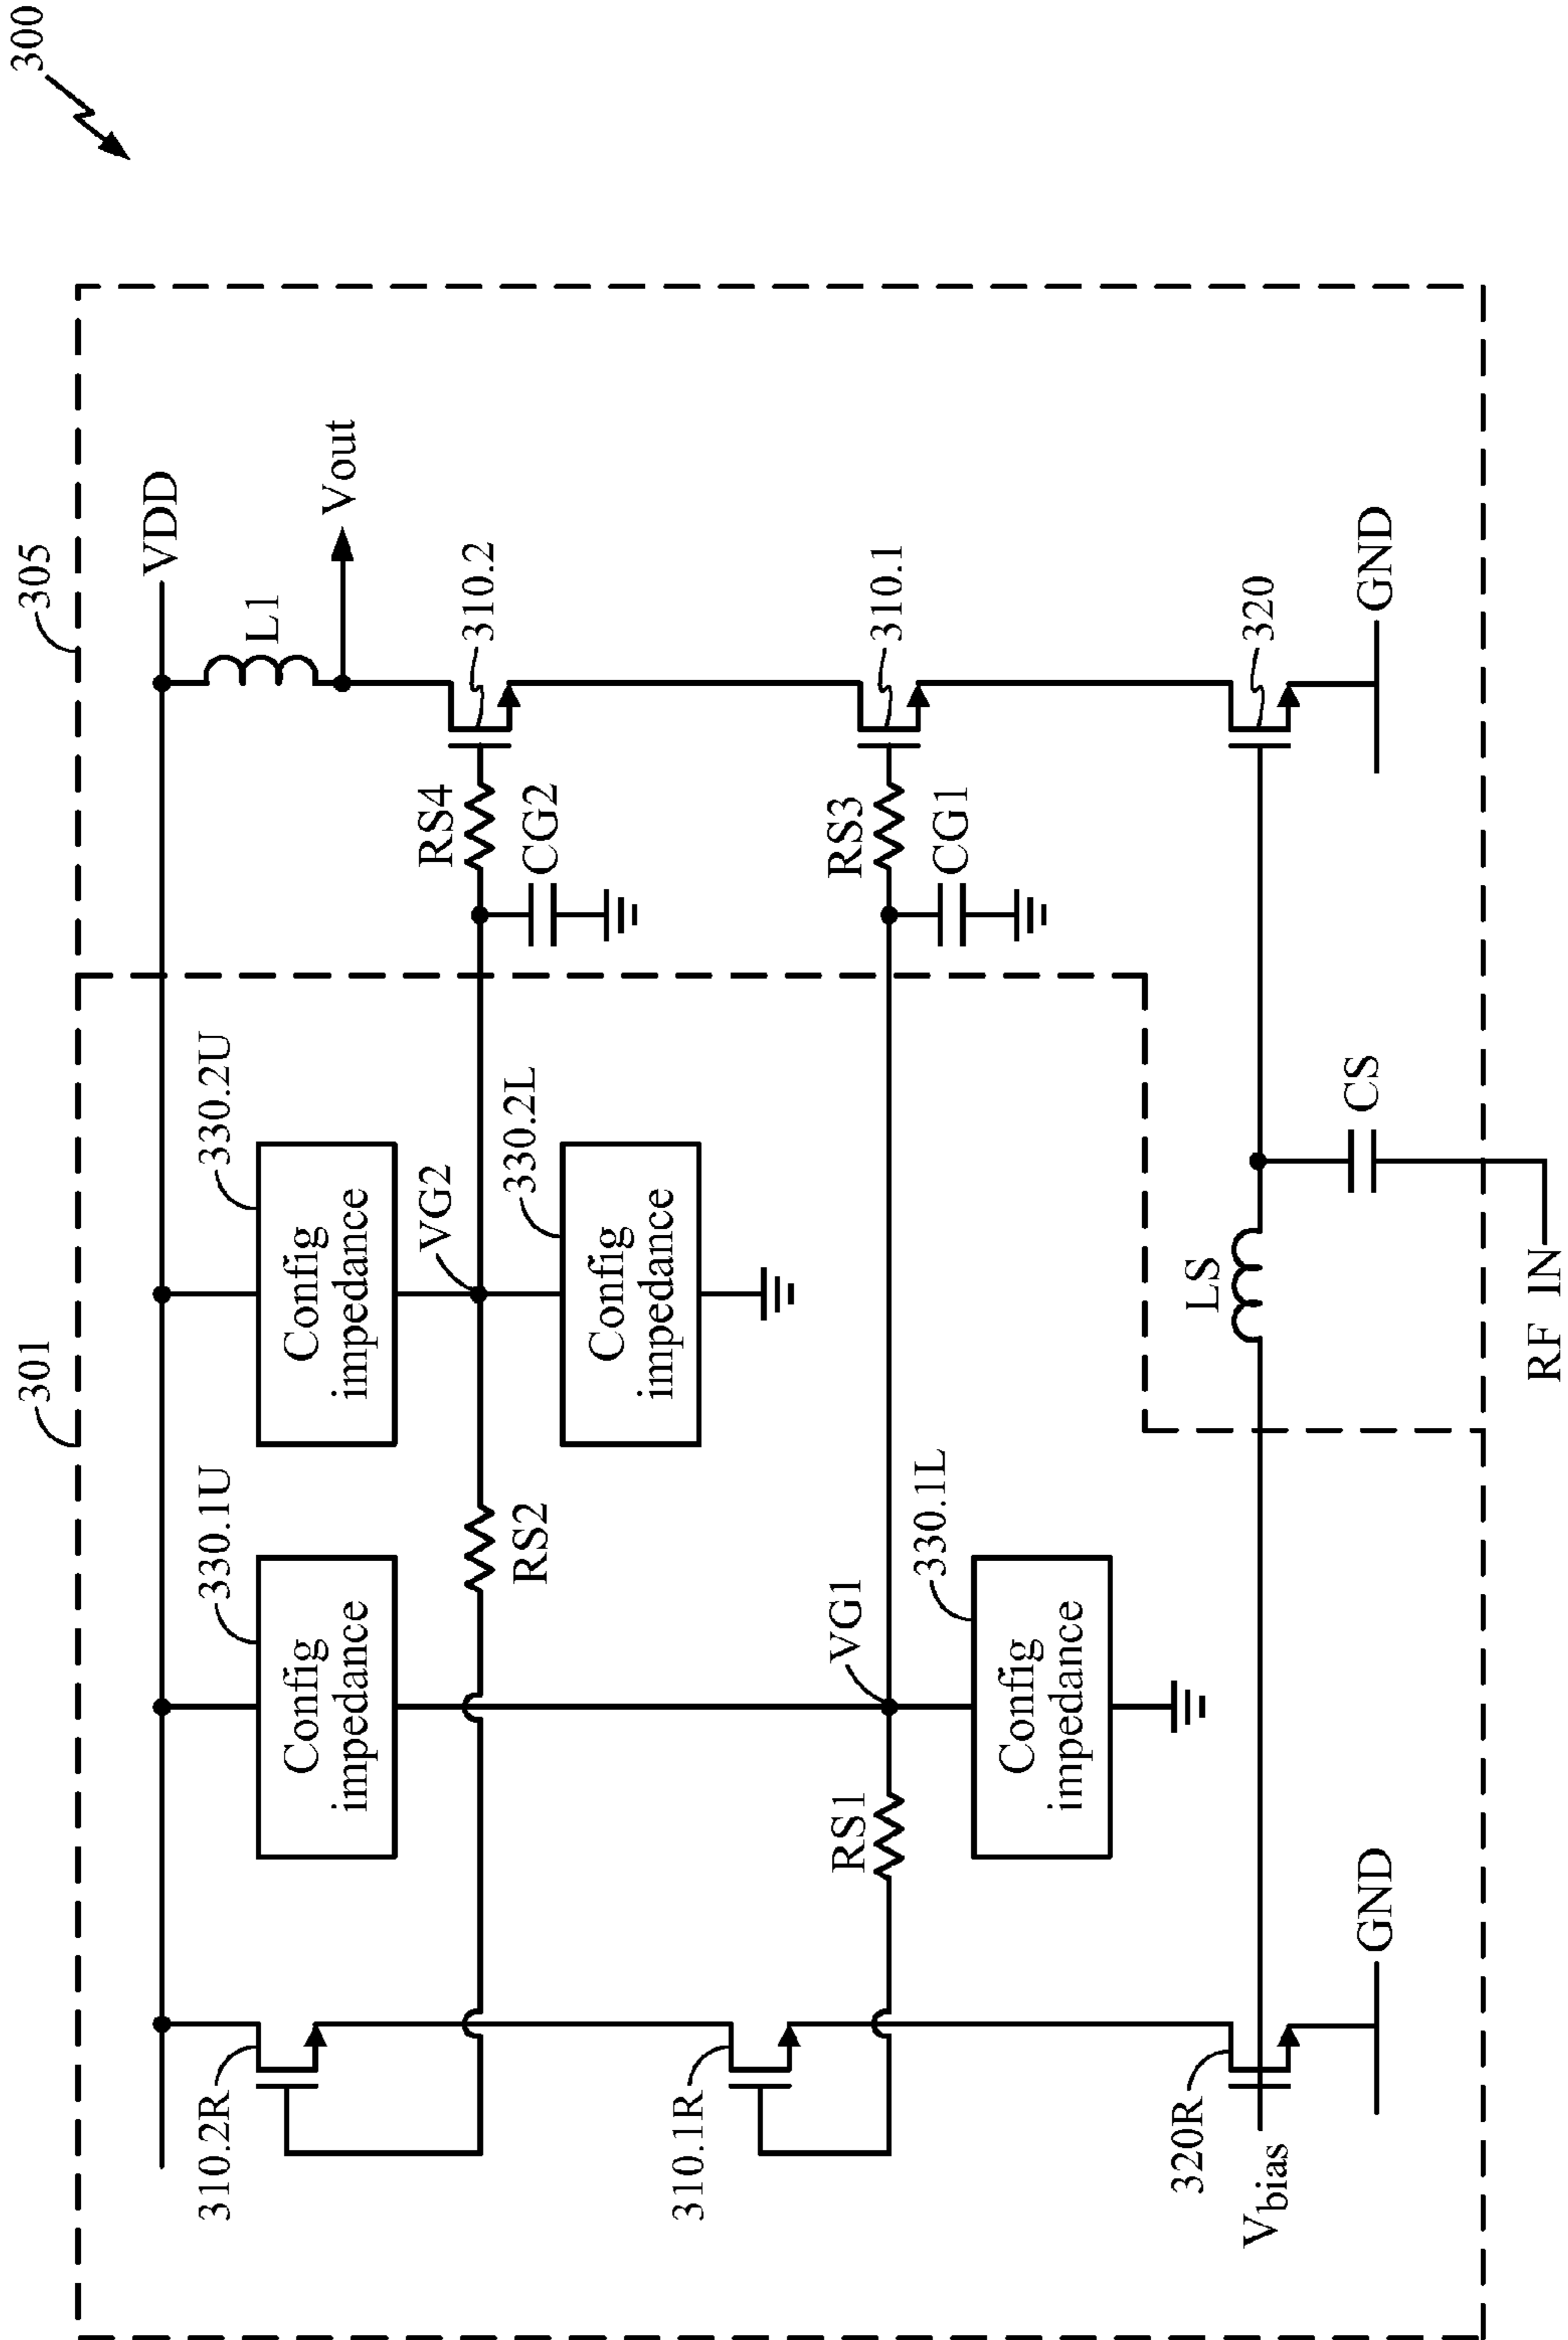 300
301
305
VDD
330.1U
330.2U
L1
Config
impedance
Config
impedance
Vout
310.2R
VG2
RS4
310.2
RS2
330.2L
CG2
Config
impedance
310.1R
VG1
RS1
RS3
310.1
330.1L
CG1
Config
impedance
320R
LS
320
Vbias
CS
GND
GND
RF IN